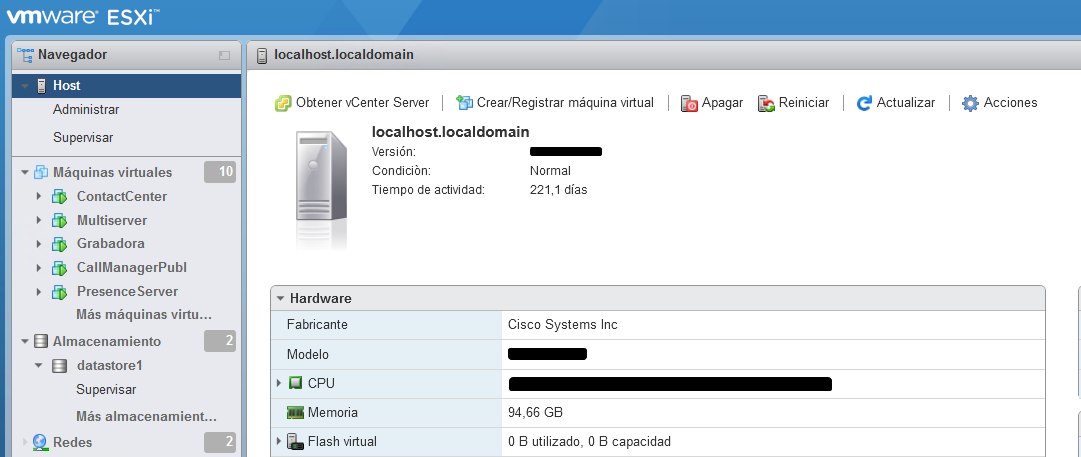 vmware ESXi™
Navegador
localhost.localdomain
Host
Administrar
Supervisar
Máquinas virtuales 10
ContactCenter
Multiserver
Grabadora
CallManagerPubl
PresenceServer
Más máquinas virtu...
Almacenamiento 2
datastore1
Supervisar
Más almacenamient...
Redes 2
Obtener vCenter Server | Crear/Registrar máquina virtual | Apagar Reiniciar | Actualizar | Acciones
localhost.localdomain
Versión:
Condiciòn: Normal
Tiempo de actividad: 221,1 días
Hardware
Fabricante Cisco Systems Inc
Modelo
CPU
Memoria 94,66 GB
Flash virtual 0 B utilizado, 0 B capacidad